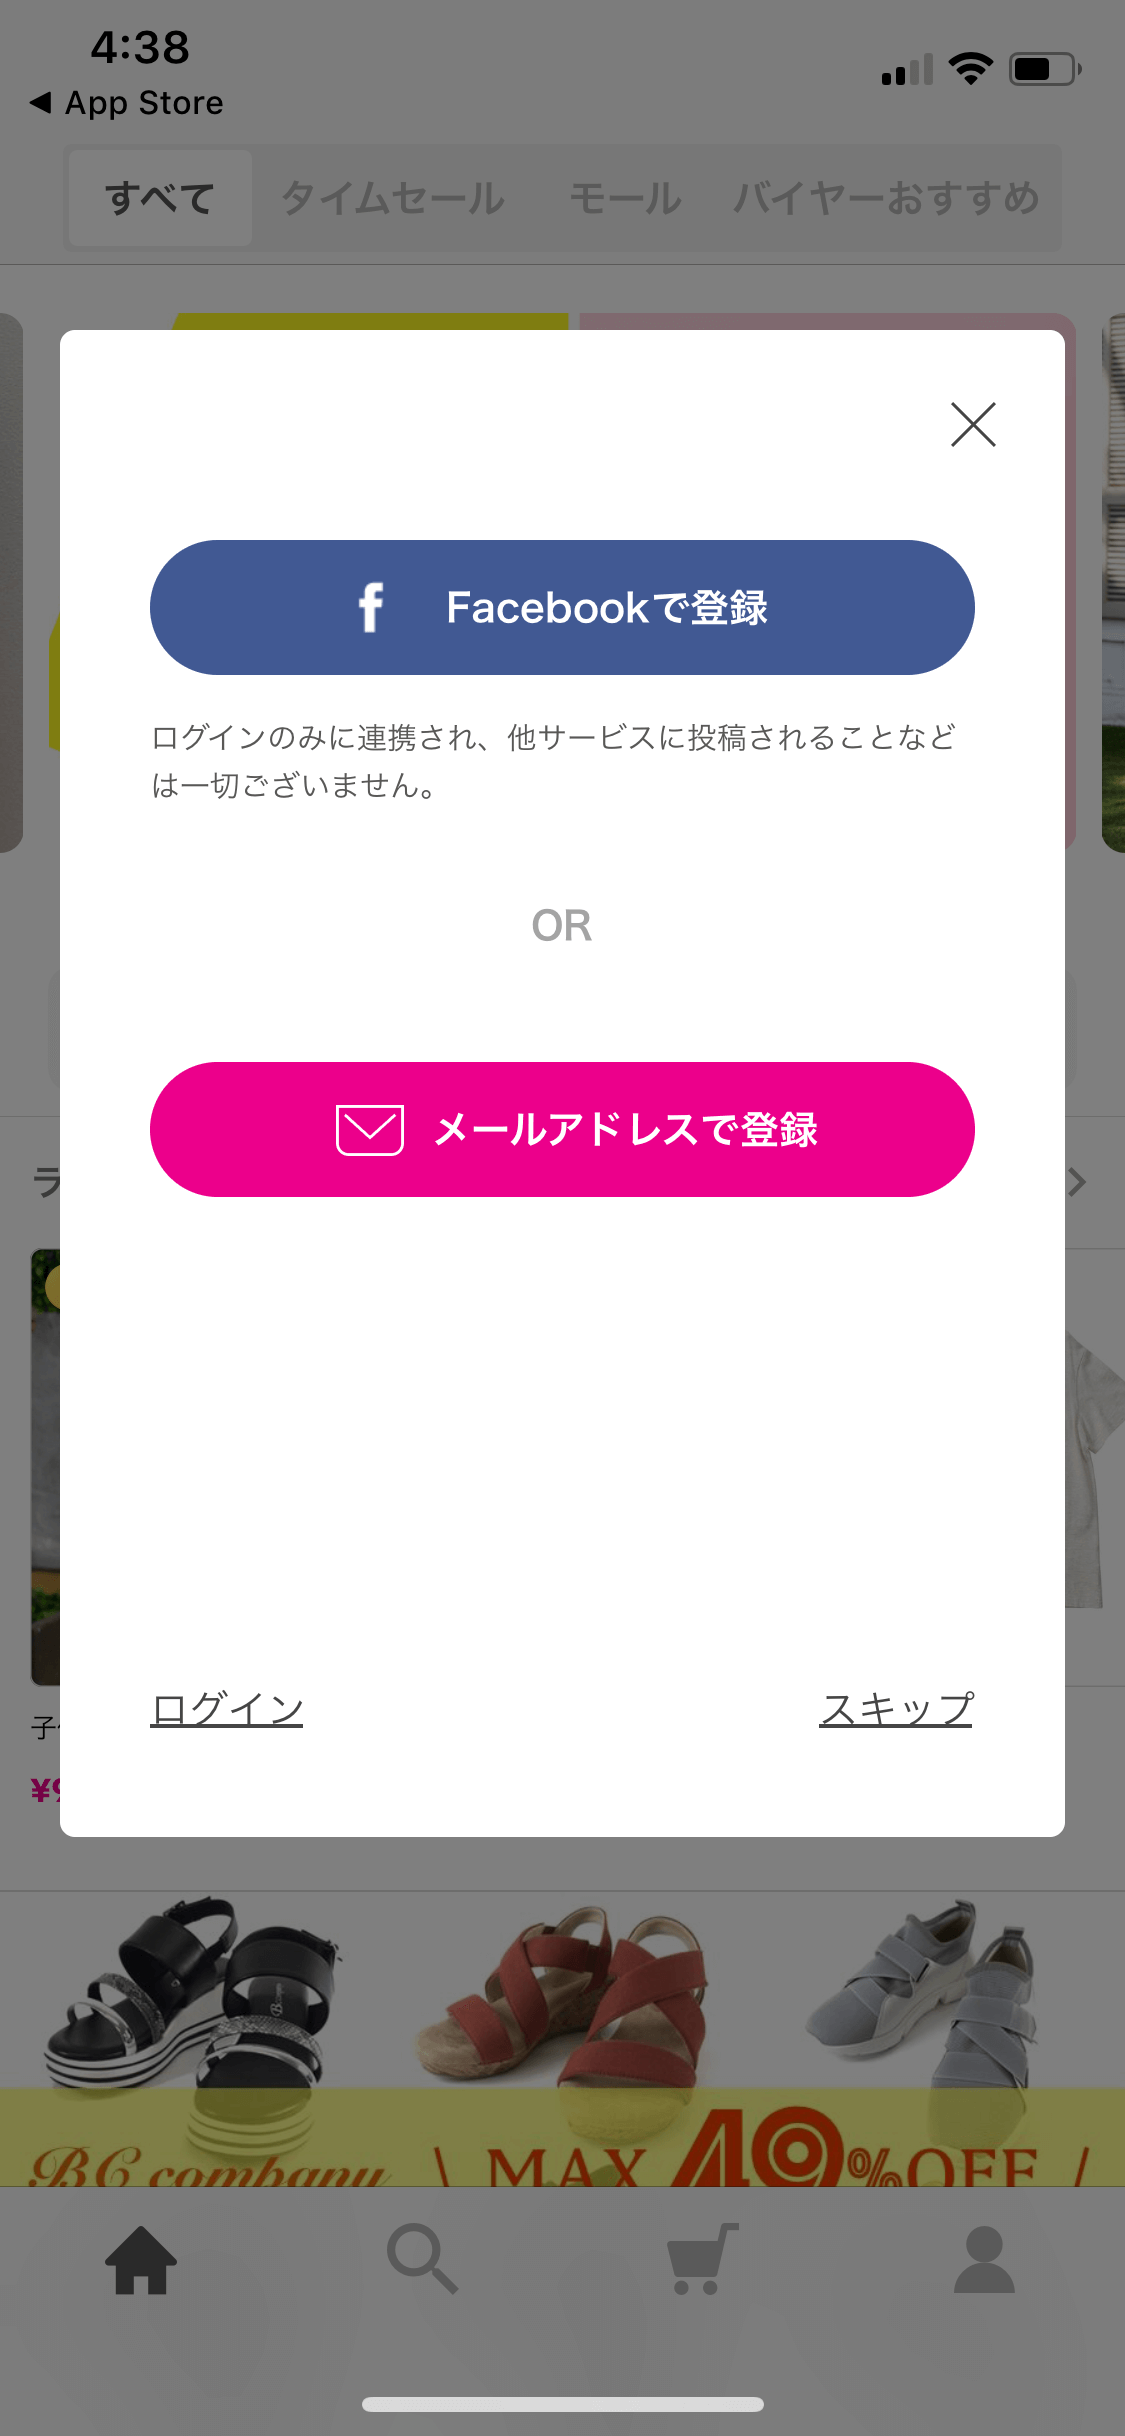 4:38
App Store
すべて
タイムセール
モール
バイヤーおすすめ
Facebookで登録
ログインのみに連携され、他サービスに投稿されることなど
は一切ございません。
OR
メールアドレスで登録
ログイン
スキップ
BC company
\ MAX 49%OFF /